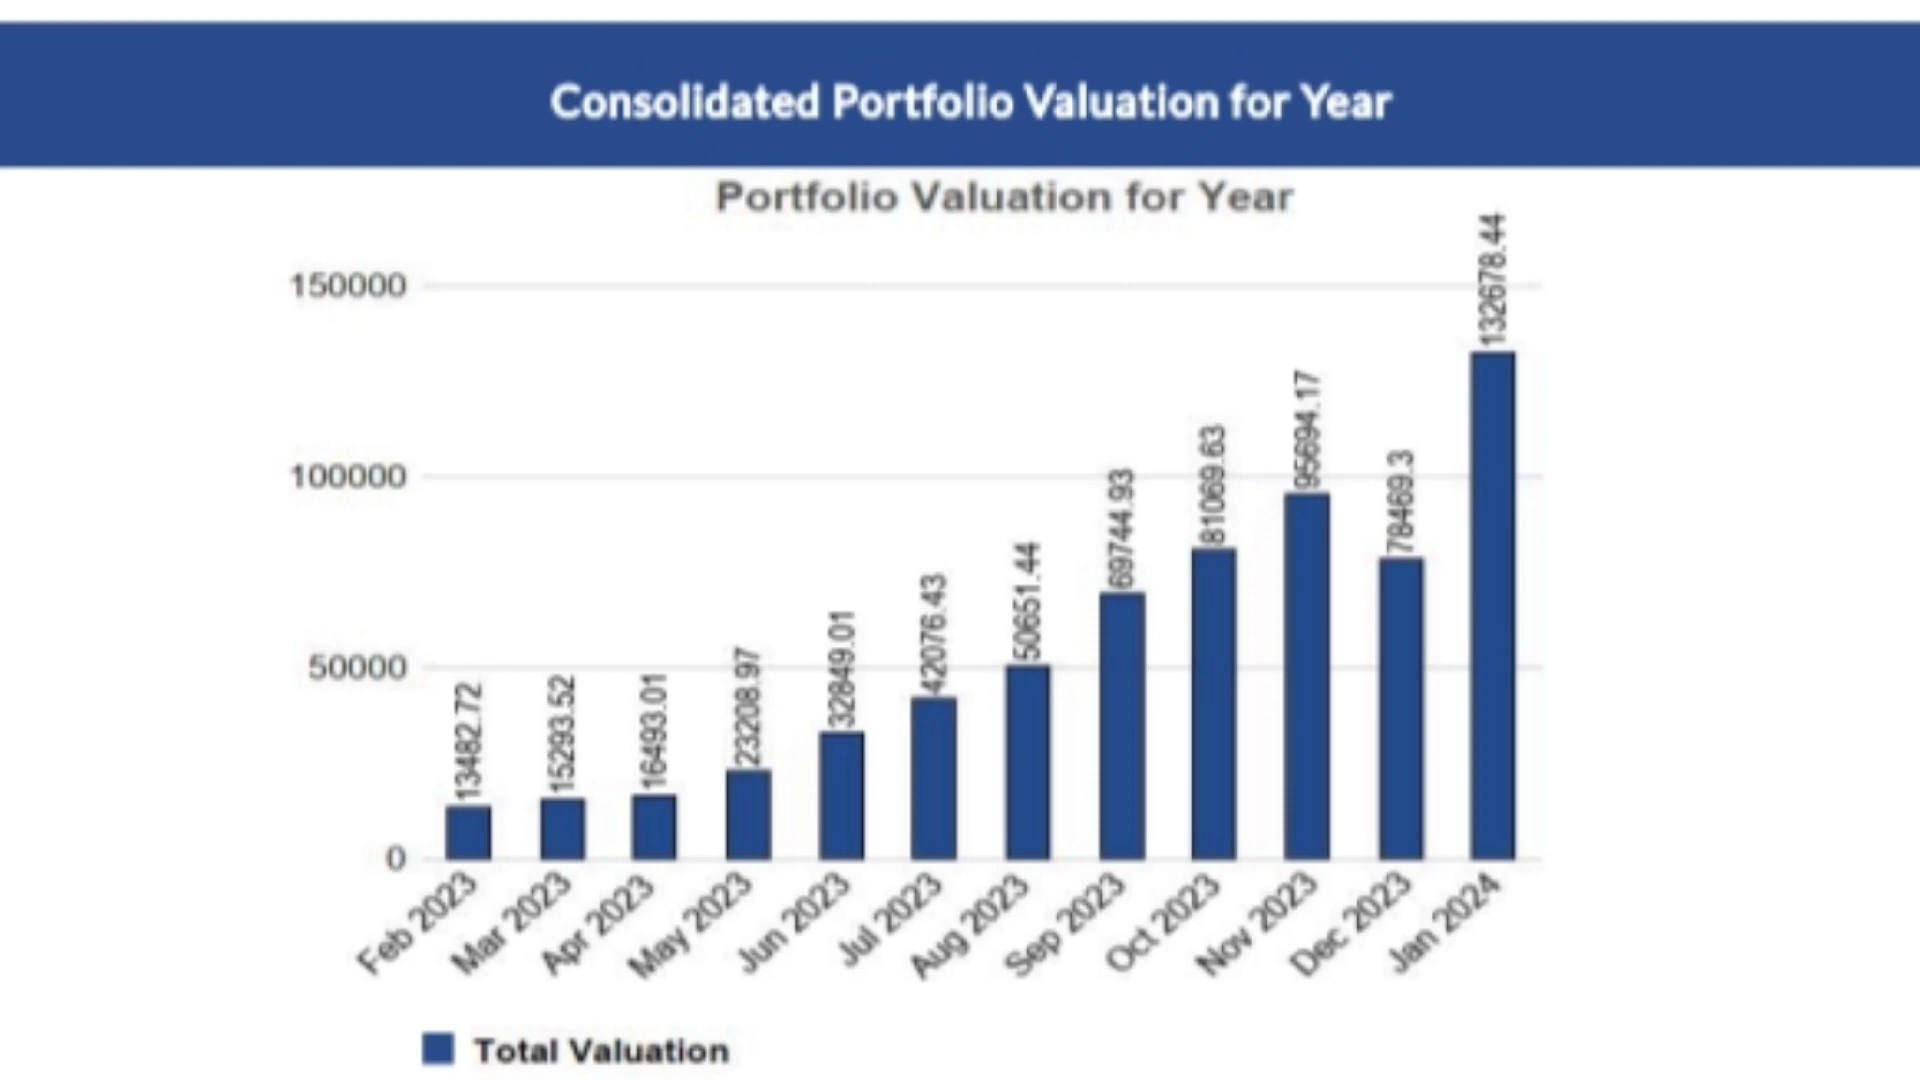 Consolidated Portfolio Valuation for Year
Portfolio Valuation for Year
150000
100000
50000
0
13482.72
15293.52
16493.01
23208.97
32849.01
42076.43
50651.44
69744.93
81069.63
95694.17
78469.3
132678.44
Feb 2023
Mar 2023
Apr 2023
May 2023
Jun 2023
Jul 2023
Aug 2023
Sep 2023
Oct 2023
Nov 2023
Dec 2023
Jan 2024
Total Valuation